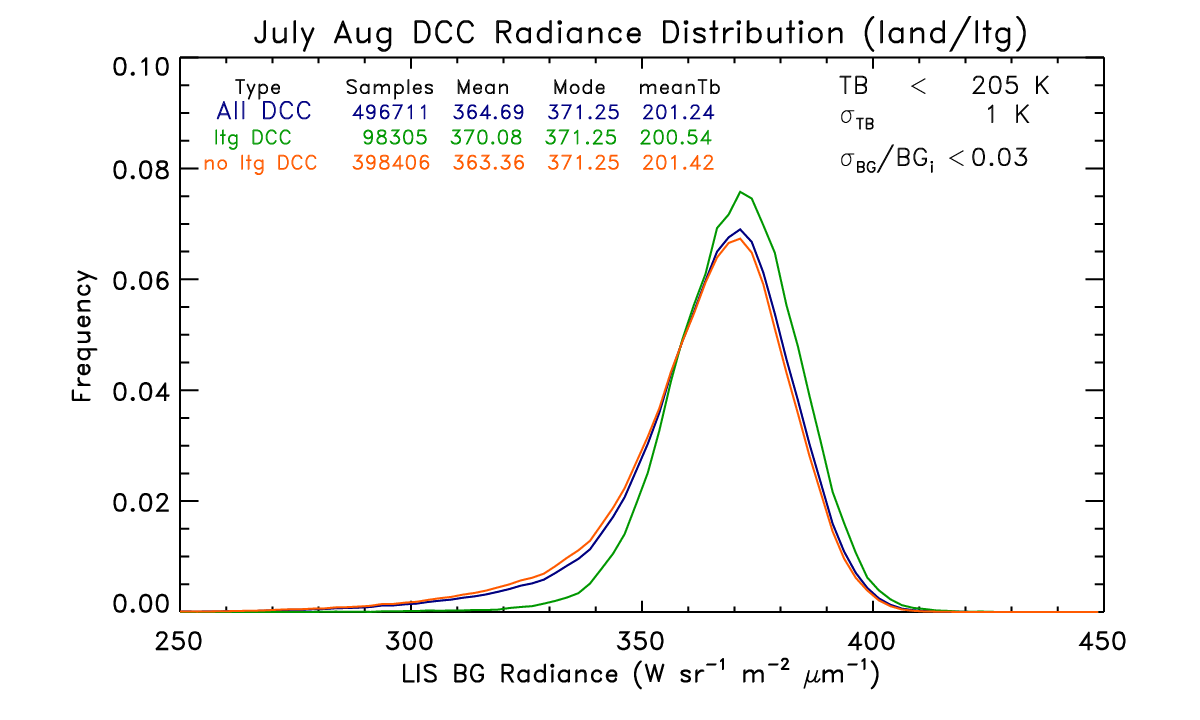 July Aug DCC Radiance Distribution (land/ltg)
0.10
Type Samples Mean Mode meanTb
All DCC 496711 364.69 371.25 201.24
ltg DCC 98305 370.08 371.25 200.54
no ltg DCC 398406 363.36 371.25 201.42
TB < 205 K
σTB 1 K
σBG/BGi <0.03
0.08
0.06
0.04
0.02
0.00
Frequency
250 300 350 400 450
LIS BG Radiance (W sr⁻¹ m⁻² μm⁻¹)